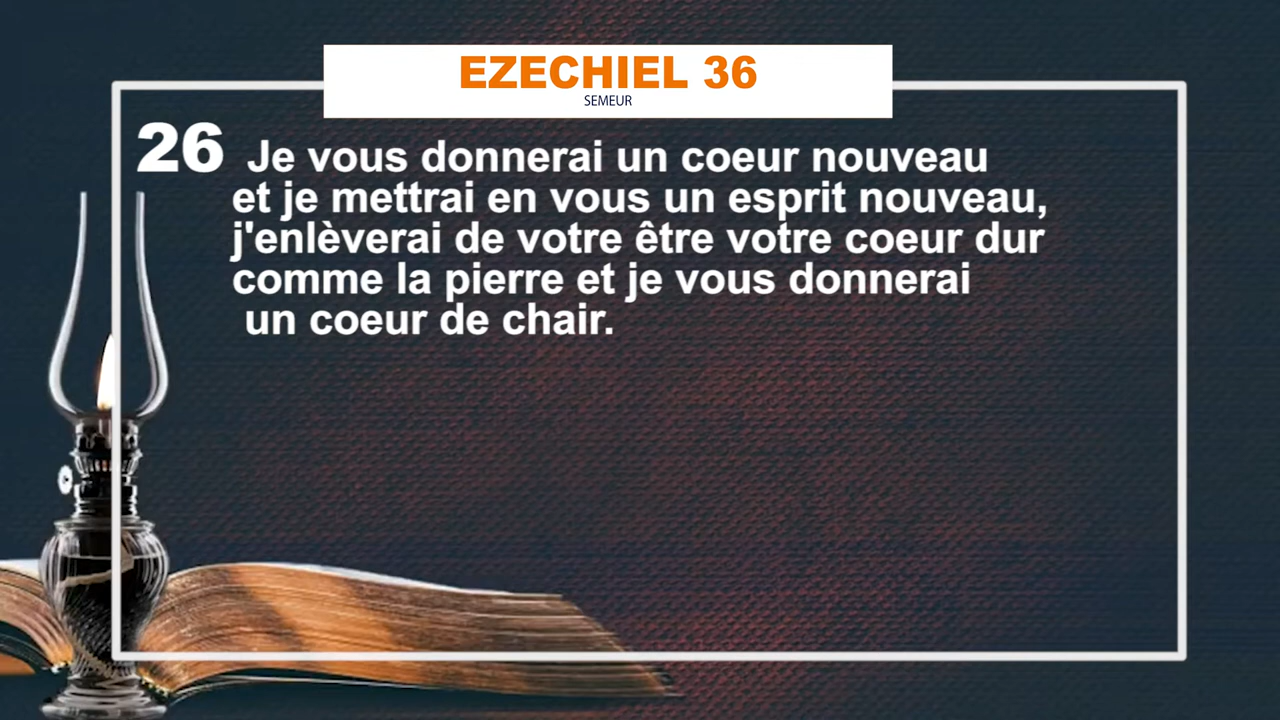 EZECHIEL 36
SEMEUR
26 Je vous donnerai un coeur nouveau
et je mettrai en vous un esprit nouveau,
j'enlèverai de votre être votre coeur dur
comme la pierre et je vous donnerai
un coeur de chair.